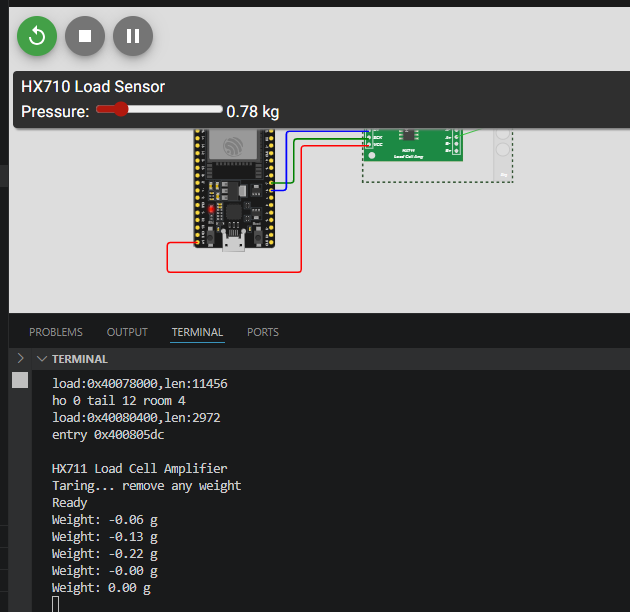 HX710 Load Sensor
Pressure: 0.78 kg
PROBLEMS OUTPUT TERMINAL PORTS
TERMINAL
load:0x40078000,len:11456
ho 0 tail 12 room 4
load:0x40080400,len:2972
entry 0x400805dc
HX711 Load Cell Amplifier
Taring... remove any weight
Ready
Weight: -0.06 g
Weight: -0.13 g
Weight: -0.22 g
Weight: -0.00 g
Weight: 0.00 g